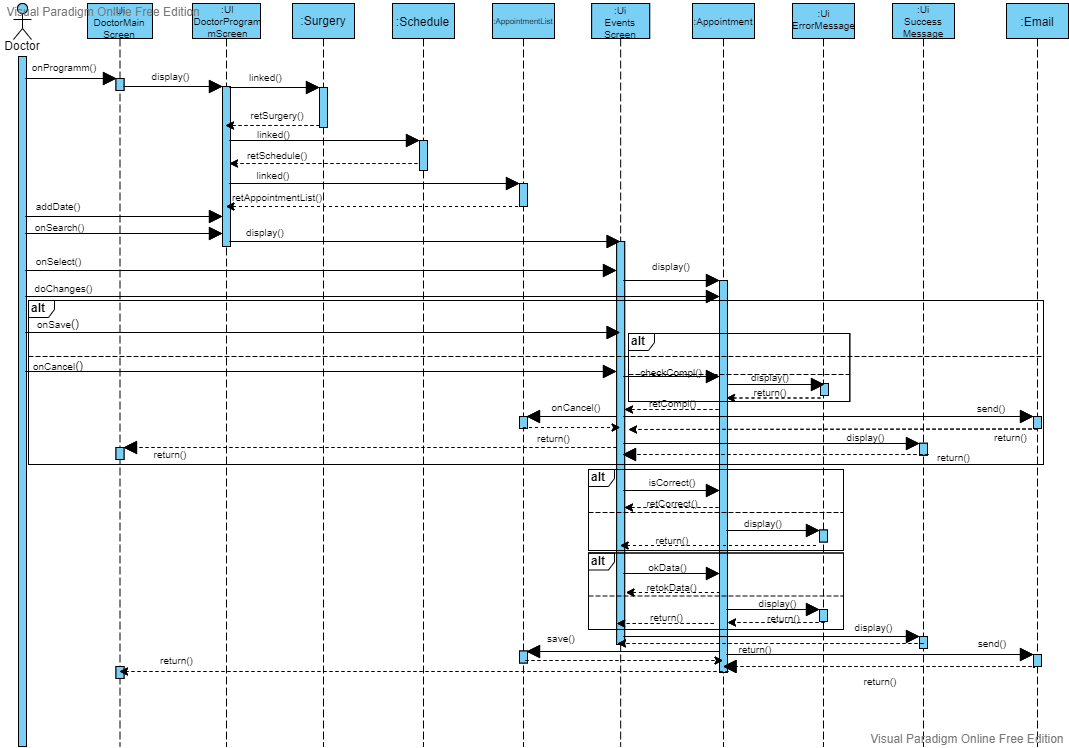 Visual Paradigm Online Free Edition
Doctor
:Ui
DoctorMain
Screen
:UI
DoctorProgra
mScreen
:Surgery
:Schedule
:AppointmentList
:Ui
Events
Screen
:Appointment
:Ui
ErrorMessage
:Ui
Success
Message
:Email
onProgramm()
display()
linked()
retSurgery()
linked()
retSchedule()
linked()
retAppointmentList()
addDate()
onSearch()
display()
onSelect()
display()
doChanges()
alt
onSave()
alt
onCancel()
checkCompl()
display()
return()
retCompl()
onCancel()
send()
return()
return()
display()
return()
return()
alt
isCorrect()
retCorrect()
display()
return()
alt
okData()
retokData()
display()
return()
return()
display()
save()
return()
send()
return()
return()
Visual Paradigm Online Free Edition